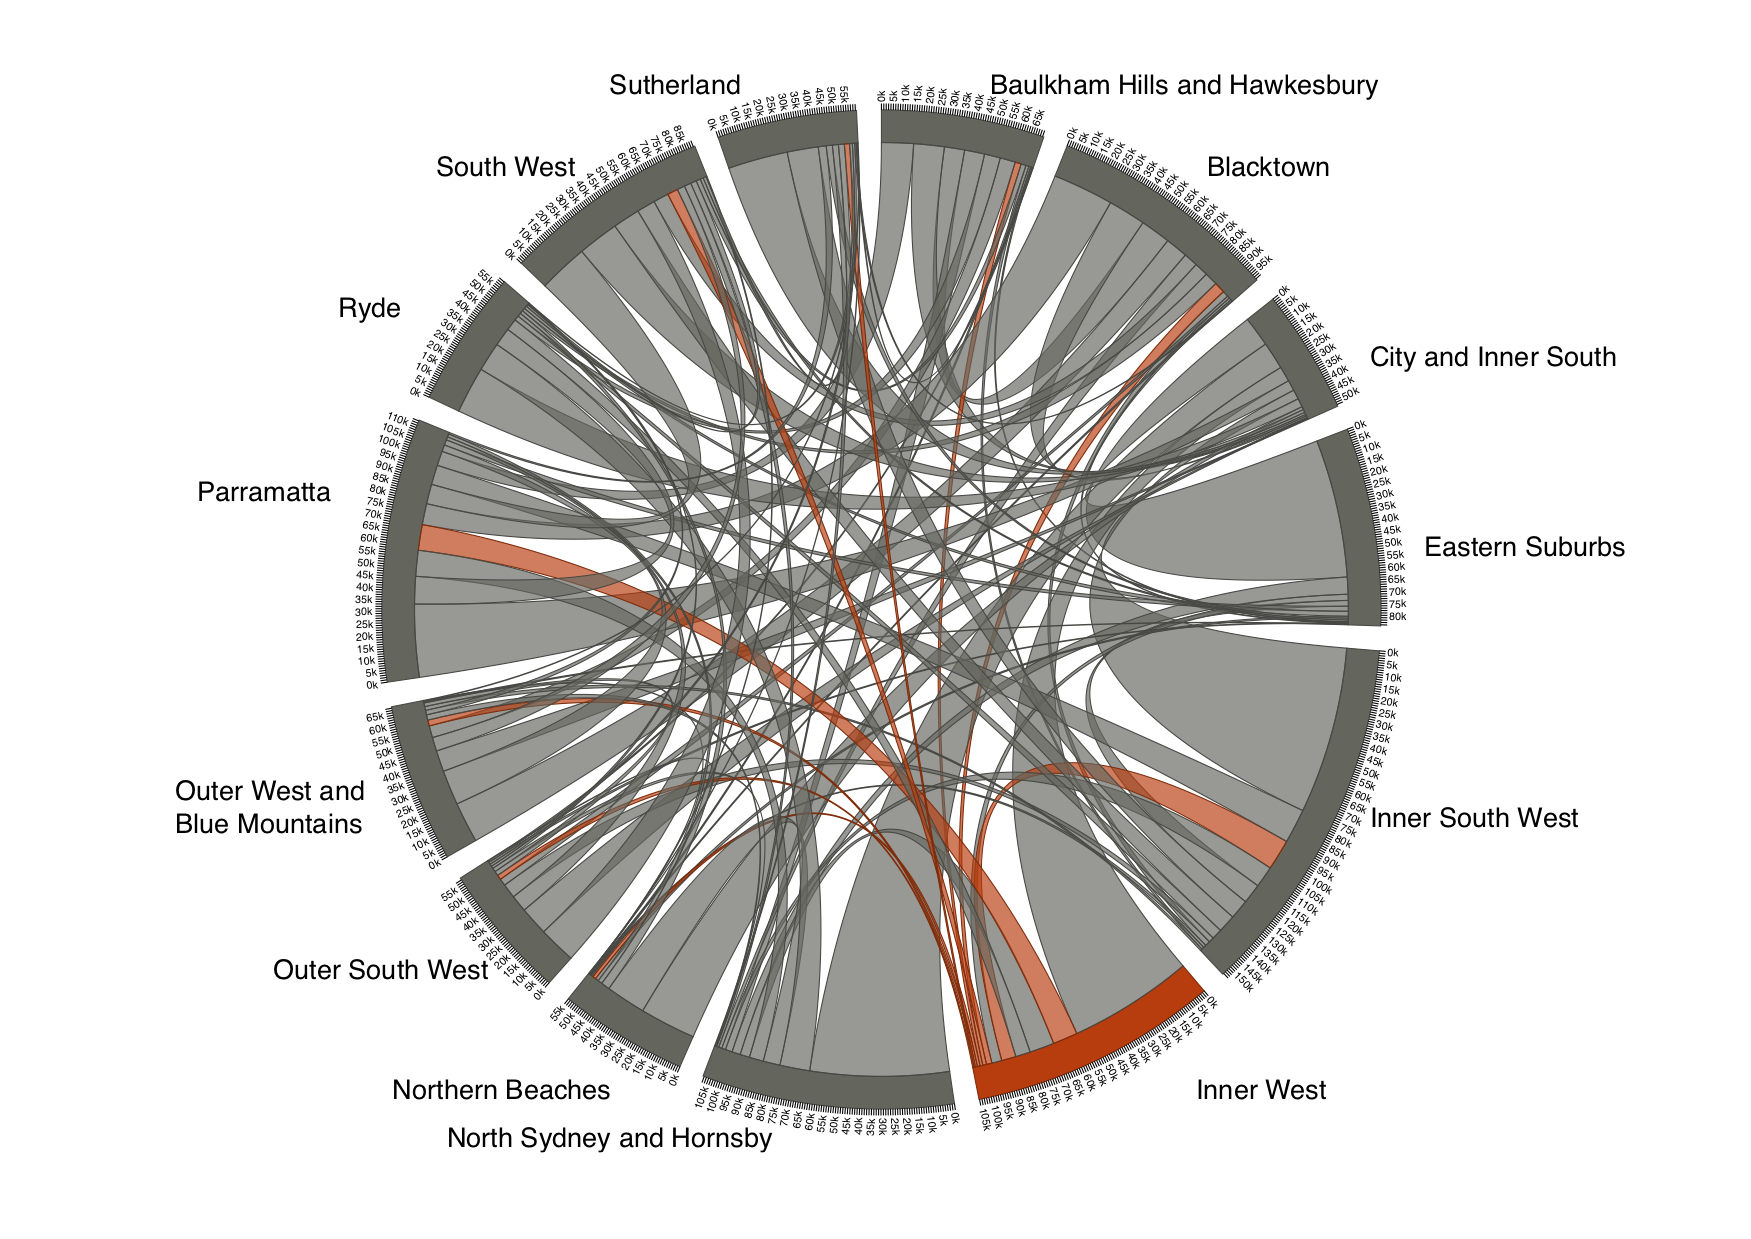 Sutherland
0k 5k 10k 15k 20k 25k 30k 35k 40k 45k 50k 55k
Baulkham Hills and Hawkesbury
0k 5k 10k 15k 20k 25k 30k 35k 40k 45k 50k 55k 60k 65k
Blacktown
0k 5k 10k 15k 20k 25k 30k 35k 40k 45k 50k 55k 60k 65k 70k 75k 80k 85k 90k 95k
City and Inner South
0k 5k 10k 15k 20k 25k 30k 35k 40k 45k 50k
Eastern Suburbs
0k 5k 10k 15k 20k 25k 30k 35k 40k 45k 50k 55k 60k 65k 70k 75k 80k
Inner South West
0k 5k 10k 15k 20k 25k 30k 35k 40k 45k 50k 55k 60k 65k 70k 75k 80k 85k 90k 95k 100k 105k 110k 115k 120k 125k 130k 135k 140k 145k 150k
Inner West
0k 5k 10k 15k 20k 25k 30k 35k 40k 45k 50k 55k 60k 65k 70k 75k 80k 85k 90k 95k 100k 105k
North Sydney and Hornsby
0k 5k 10k 15k 20k 25k 30k 35k 40k 45k 50k 55k 60k 65k 70k 75k 80k 85k 90k 95k 100k 105k
Northern Beaches
0k 5k 10k 15k 20k 25k 30k 35k 40k 45k 50k 55k
Outer South West
0k 5k 10k 15k 20k 25k 30k 35k 40k 45k 50k 55k
Outer West and
Blue Mountains
0k 5k 10k 15k 20k 25k 30k 35k 40k 45k 50k 55k 60k 65k
Parramatta
0k 5k 10k 15k 20k 25k 30k 35k 40k 45k 50k 55k 60k 65k 70k 75k 80k 85k 90k 95k 100k 105k 110k
Ryde
0k 5k 10k 15k 20k 25k 30k 35k 40k 45k 50k 55k
South West
0k 5k 10k 15k 20k 25k 30k 35k 40k 45k 50k 55k 60k 65k 70k 75k 80k 85k